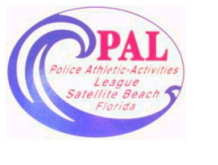 PAL
Police Athletic-Activities
League
Satellite Beach
Florida